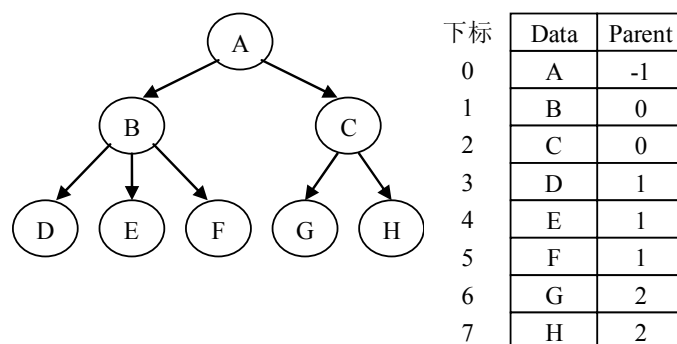 A
B C
D E F G H
下标 Data Parent
0 A -1
1 B 0
2 C 0
3 D 1
4 E 1
5 F 1
6 G 2
7 H 2